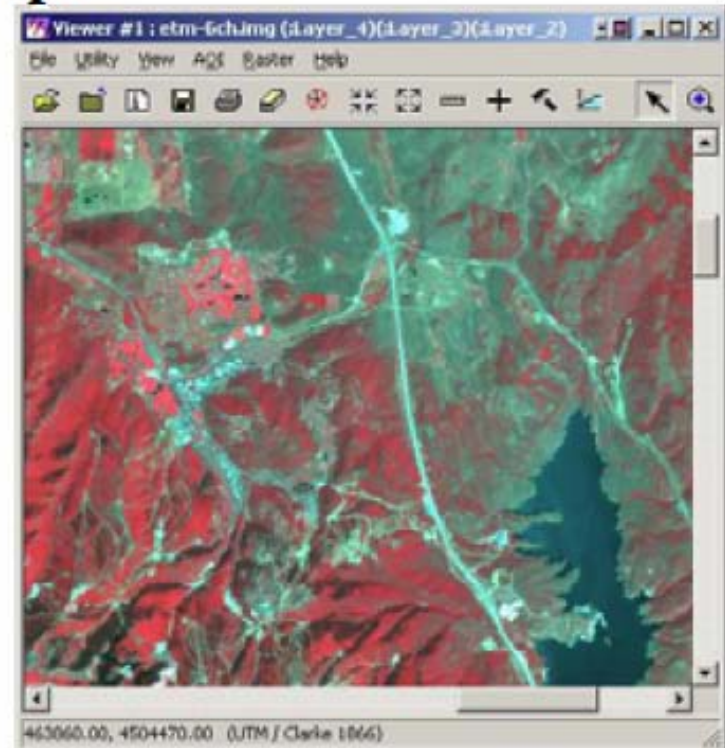 Viewer #1 : etm-6ch.img (:Layer_4)(:Layer_3)(:Layer_2)
File Utility View AOI Raster Help
463060.00, 4504470.00 (UTM / Clarke 1866)